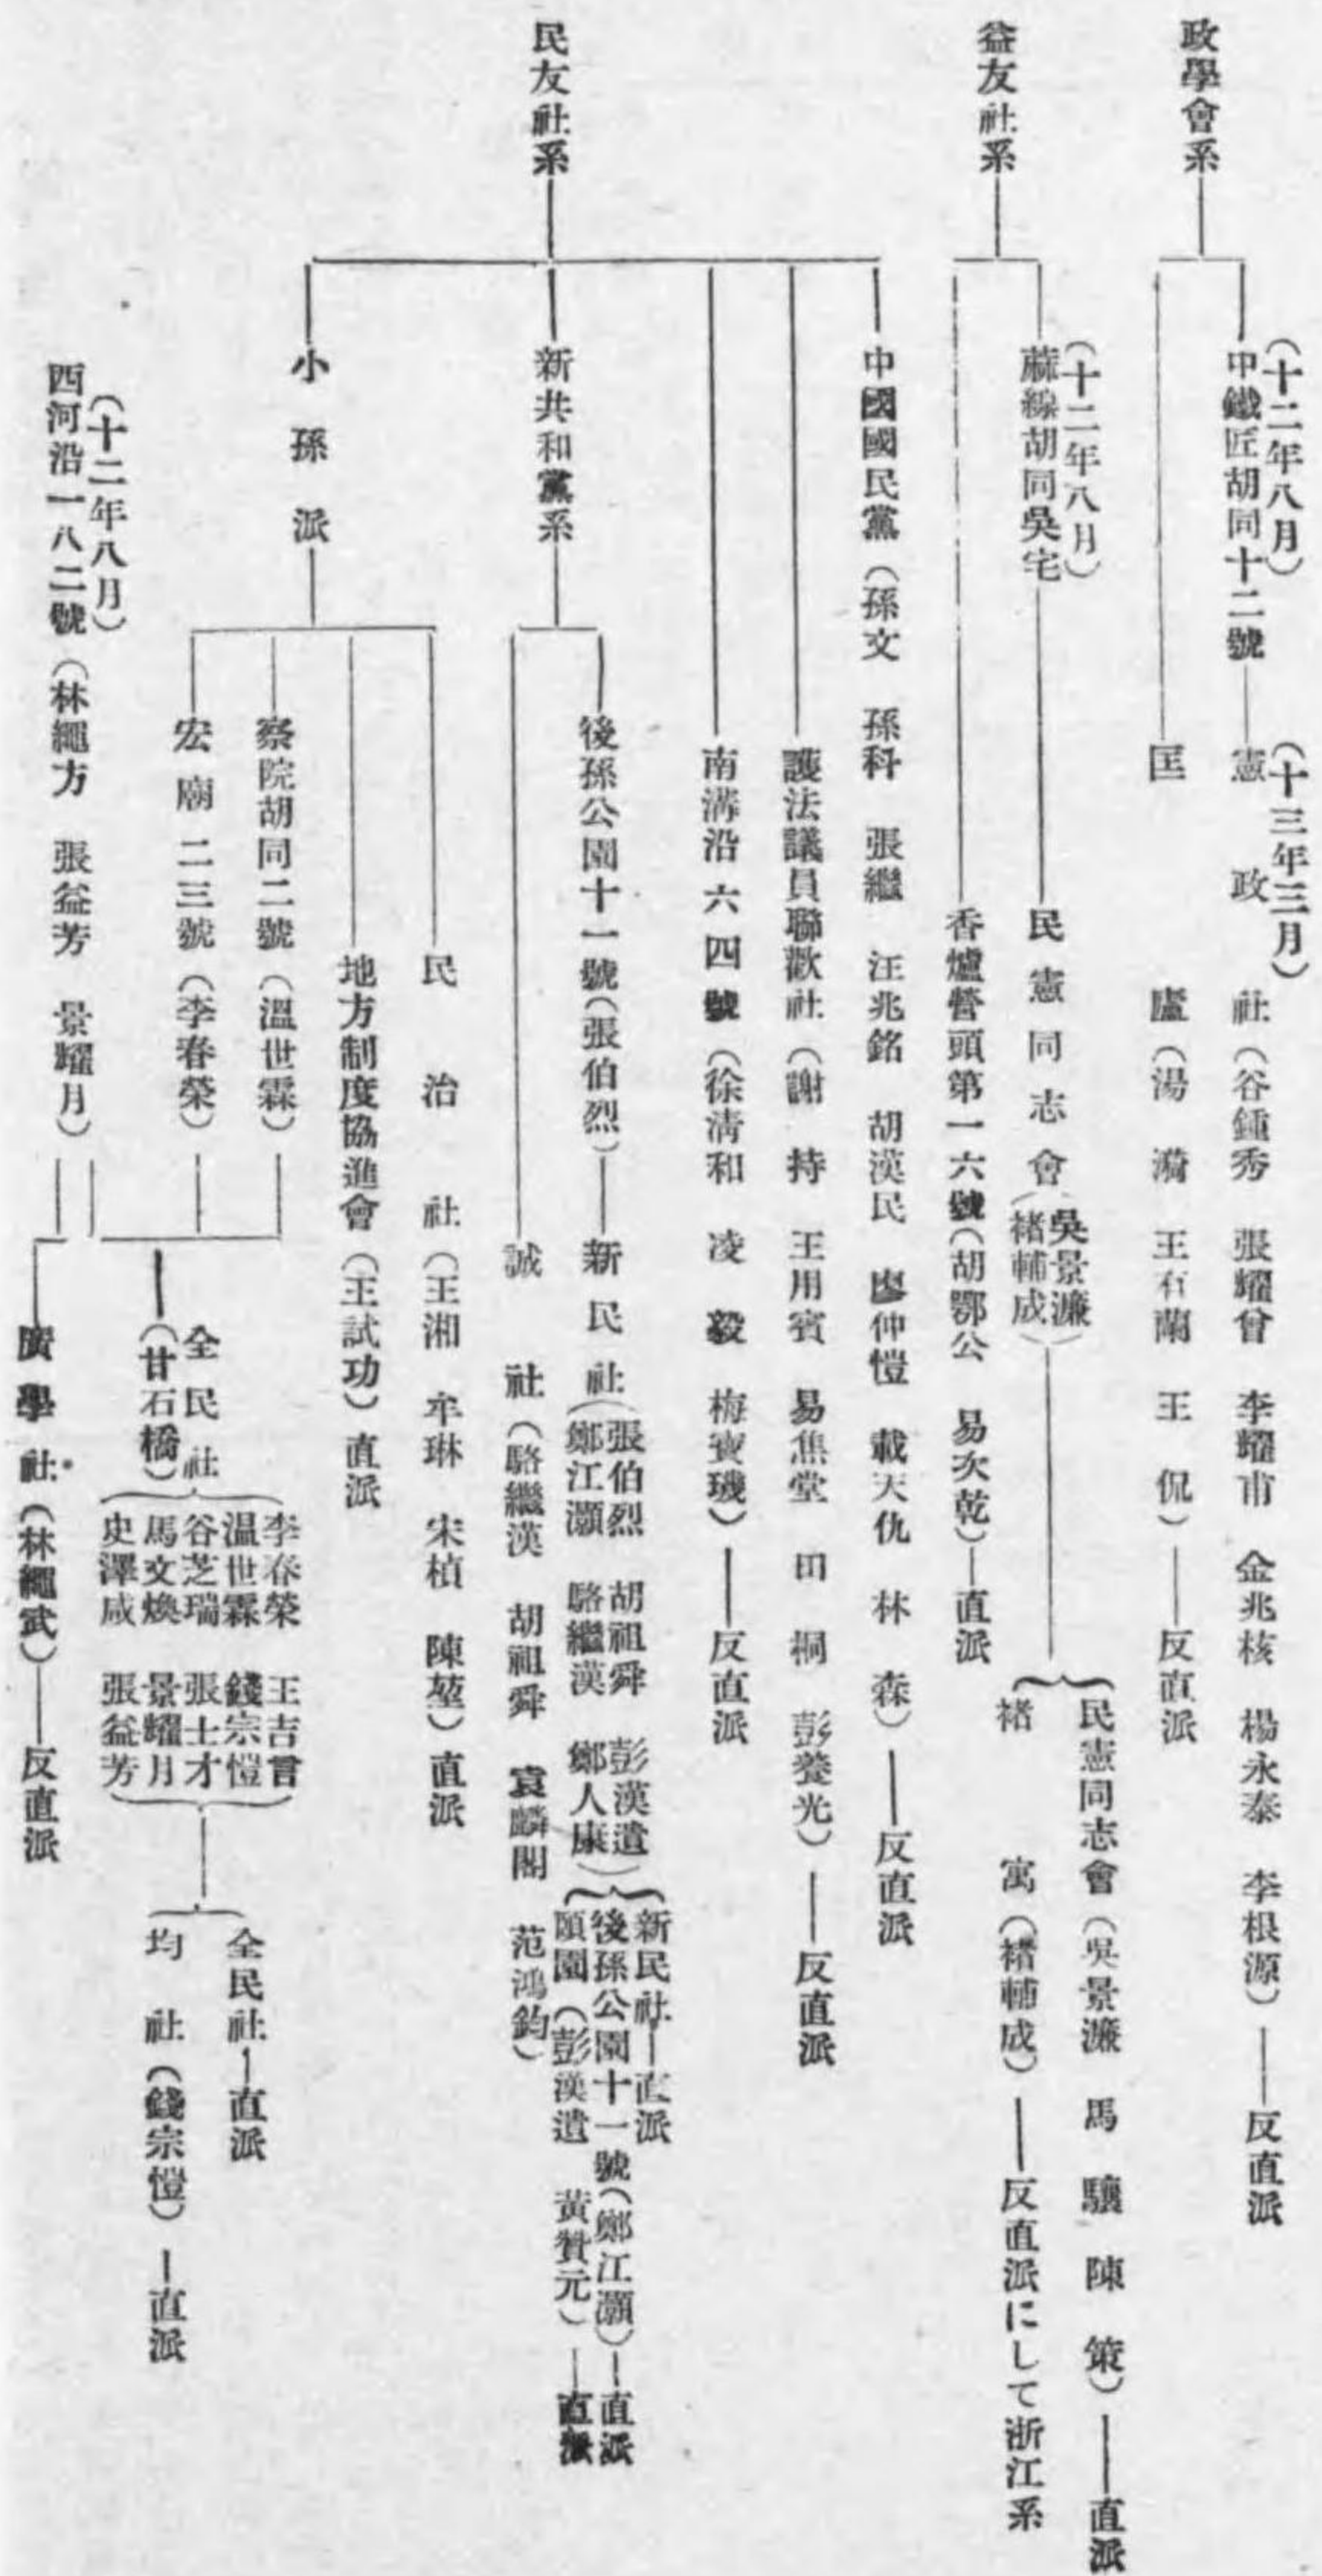 政學會系
(十二年八月)
中鐵匠胡同十二號
(十三年三月)
憲政社(谷鍾秀 張耀曾 李耀甫 金兆棪 楊永泰 李根源)——反直派
匡廬(湯漪 王有蘭 王侃)——反直派
益友社系
(十二年八月)
蔴線胡同吳宅
民憲同志會(吳景濂
褚輔成)
民憲同志會(吳景濂 馬驤 陳策)——直派
褚寓(褚輔成)——反直派にして浙江系
香爐營頭第一六號(胡鄂公 易次乾)—直派
民友社系
中國國民黨(孫文 孫科 張繼 汪兆銘 胡漢民 廖仲愷 載天仇 林森)——反直派
護法議員聯歡社(謝持 王用賓 易焦堂 田桐 彭養光)——反直派
南溝沿六四號(徐清和 凌毅 梅寶璣)——反直派
新共和黨系
後孫公園十一號(張伯烈)——新民社(張伯烈 胡祖舜 彭漢遺
鄭江灝 駱繼漢 鄭人康)
新民社—直派
後孫公園十一號(鄭江灝)—直派
頤園(彭漢遺 黃贊元)—直派
誠社(駱繼漢 胡祖舜 袁麟閣 范鴻鈞)
小孫派
民治社(王湘 牟琳 宋楨 陳堃)直派
地方制度協進會(王試功)直派
察院胡同二號(溫世霖)
宏廟二三號(李春榮)
(十二年八月)
西河沿一八二號(林繩方 張益芳 景耀月)
全民社
(甘石橋)
李春榮 王吉言
溫世霖 錢宗愷
谷芝瑞 張士才
馬文煥 景耀月
史澤咸 張益芳
全民社—直派
均社(錢宗愷)—直派
廣學社(林繩武)——反直派